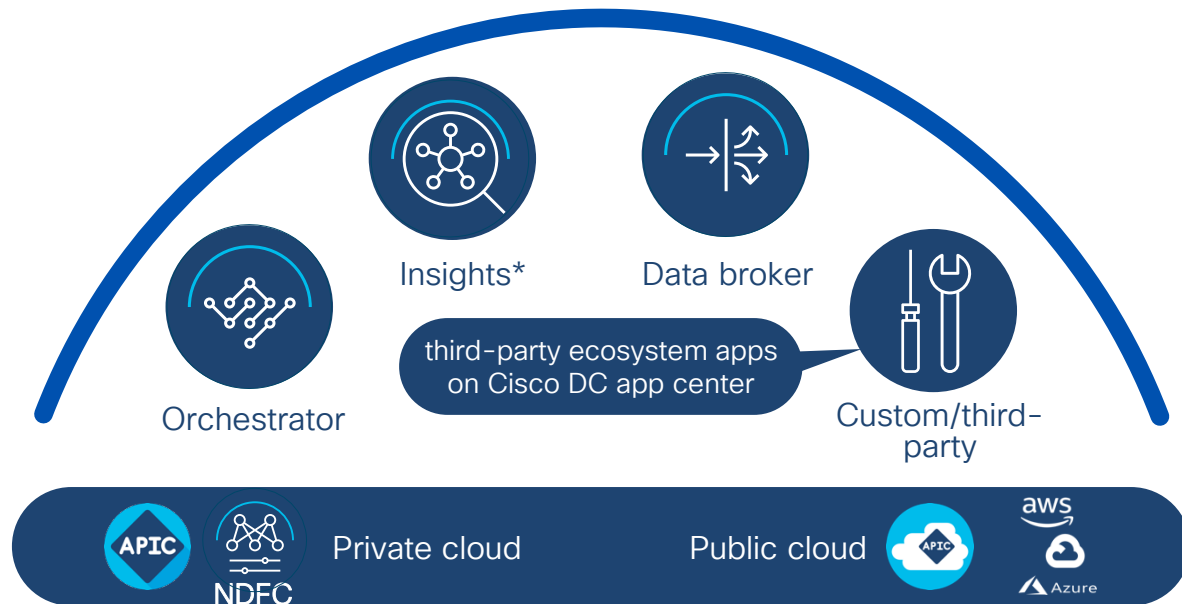 Insights*
Data broker
Orchestrator
third-party ecosystem apps
on Cisco DC app center
Custom/third-
party
APIC
NDFC
Private cloud
Public cloud
APIC
aws
Azure